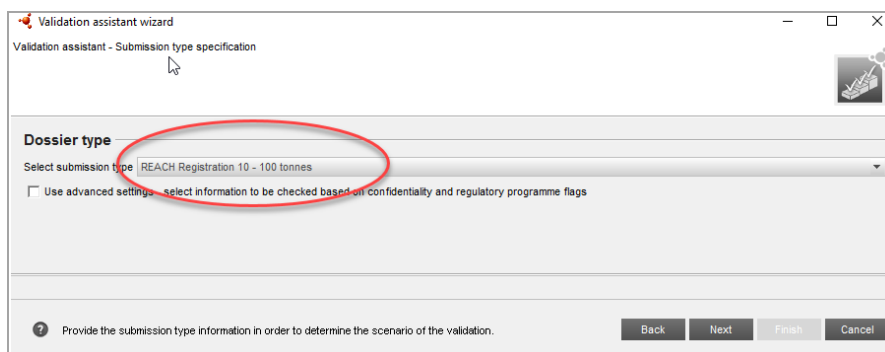 Validation assistant wizard
Validation assistant - Submission type specification
Dossier type
Select submission type REACH Registration 10 - 100 tonnes
Use advanced settings - select information to be checked based on confidentiality and regulatory programme flags
Provide the submission type information in order to determine the scenario of the validation.
Back Next Finish Cancel